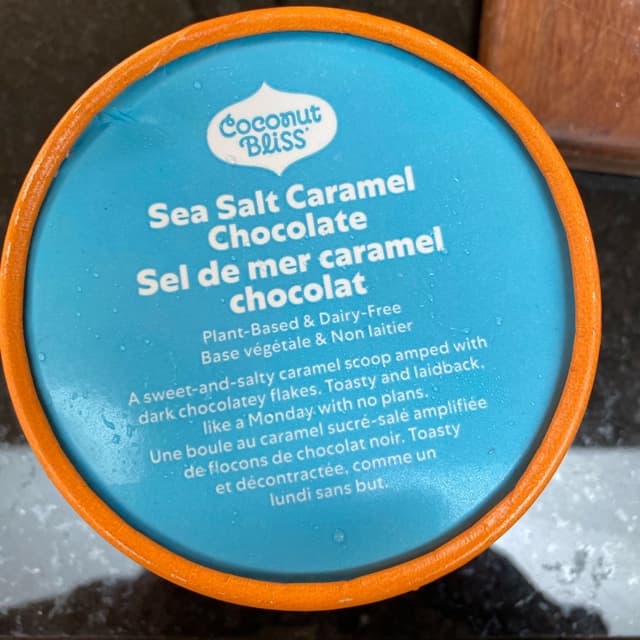 Coconut
Bliss
Sea Salt Caramel
Chocolate
Sel de mer caramel
chocolat
Plant-Based & Dairy-Free
Base végétale & Non laitier
A sweet-and-salty caramel scoop amped with
dark chocolatey flakes. Toasty and laidback,
like a Monday with no plans.
Une boule au caramel sucré-salé amplifiée
de flocons de chocolat noir. Toasty
et décontractée, comme un
lundi sans but.